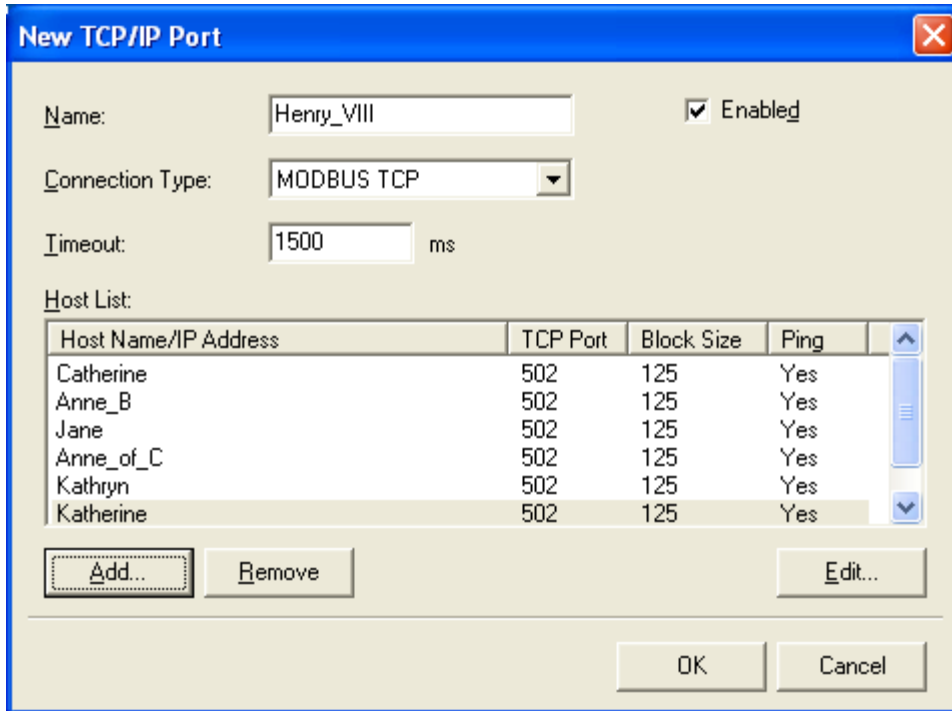 New TCP/IP Port
Name: Henry_VIII Enabled
Connection Type: MODBUS TCP
Timeout: 1500 ms
Host List:
Host Name/IP Address TCP Port Block Size Ping
Catherine 502 125 Yes
Anne_B 502 125 Yes
Jane 502 125 Yes
Anne_of_C 502 125 Yes
Kathryn 502 125 Yes
Katherine 502 125 Yes
Add... Remove Edit...
OK Cancel